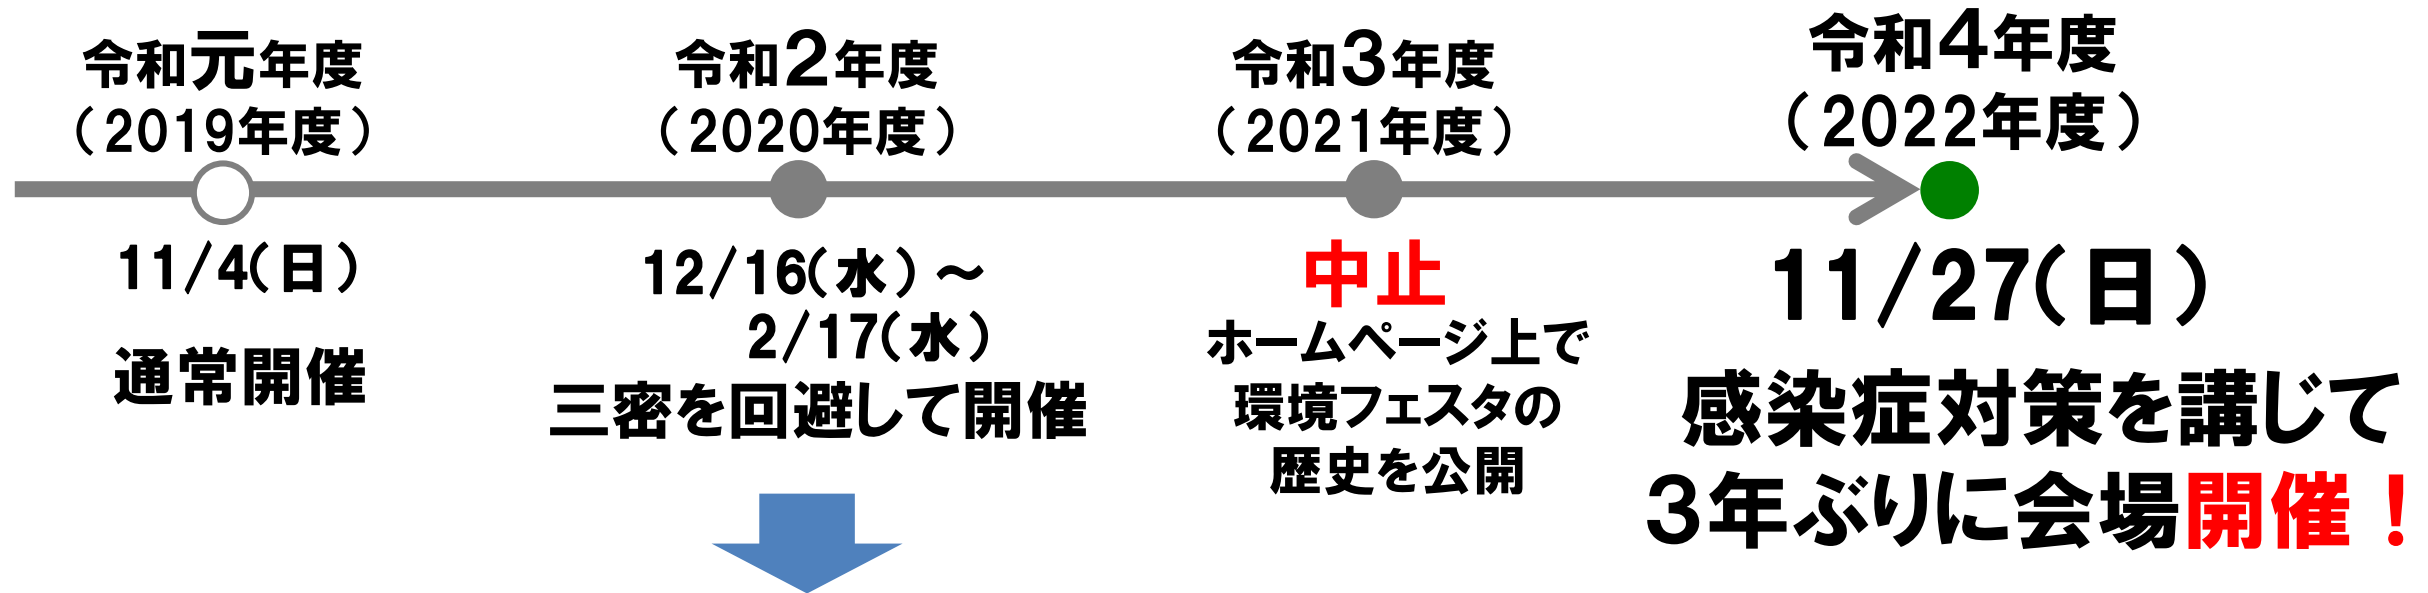 令和元年度
（2019年度）
11/4(日)
通常開催
令和2年度
（2020年度）
12/16(水)～
2/17(水)
三密を回避して開催
令和3年度
（2021年度）
中止
ホームページ上で
環境フェスタの
歴史を公開
令和4年度
（2022年度）
11/27(日)
感染症対策を講じて
3年ぶりに会場開催！